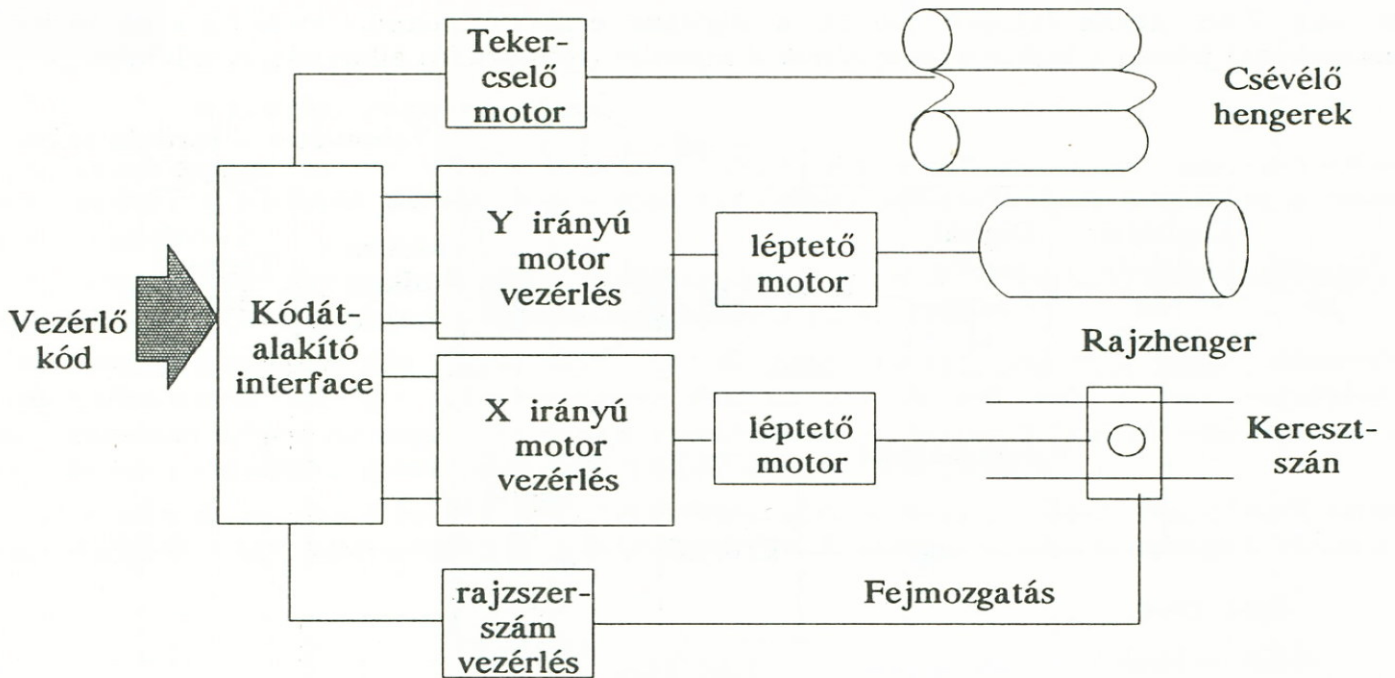 Teker-
cselő
motor
Csévélő
hengerek
Vezérlő
kód
Kódát-
alakító
interface
Y irányú
motor
vezérlés
léptető
motor
Rajzhenger
X irányú
motor
vezérlés
léptető
motor
Kereszt-
szán
rajzszer-
szám
vezérlés
Fejmozgatás